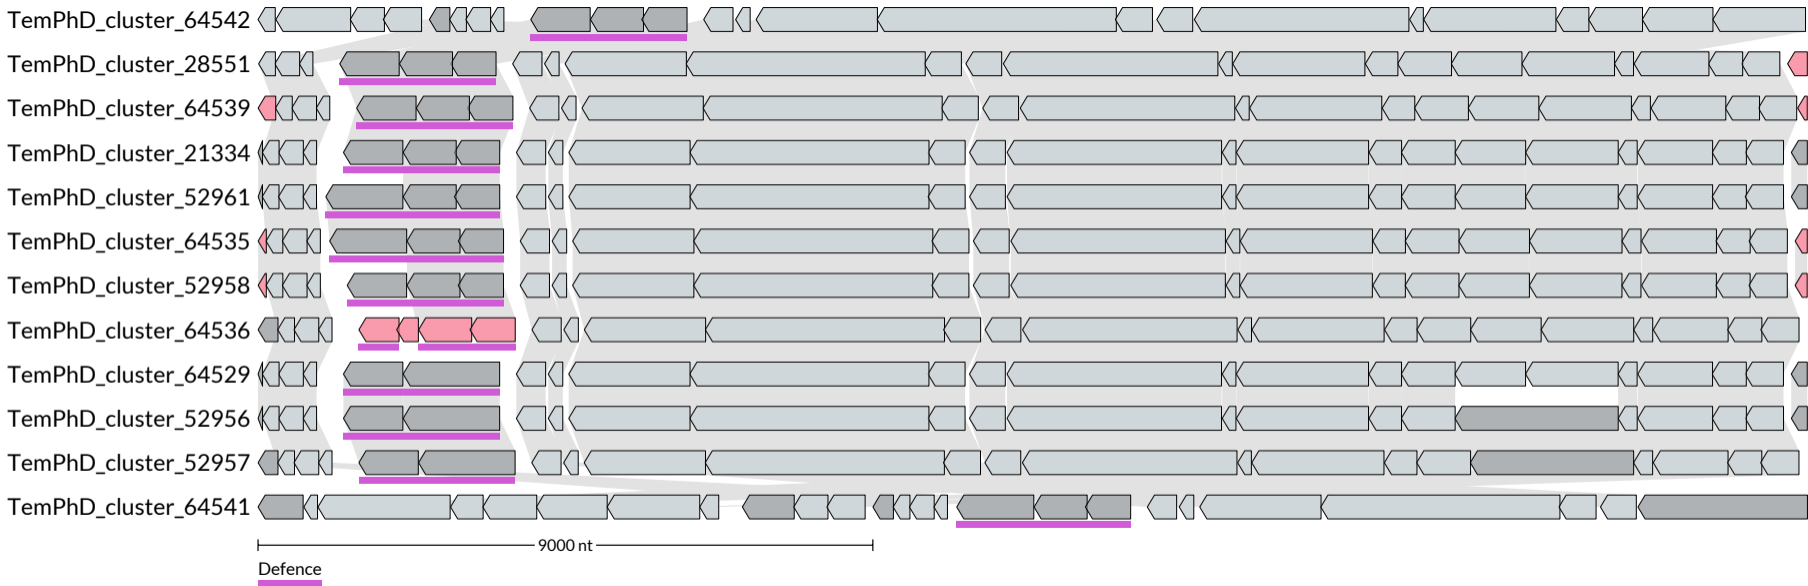 TemPhD_cluster_64542
TemPhD_cluster_28551
TemPhD_cluster_64539
TemPhD_cluster_21334
TemPhD_cluster_52961
TemPhD_cluster_64535
TemPhD_cluster_52958
TemPhD_cluster_64536
TemPhD_cluster_64529
TemPhD_cluster_52956
TemPhD_cluster_52957
TemPhD_cluster_64541
9000 nt
Defence